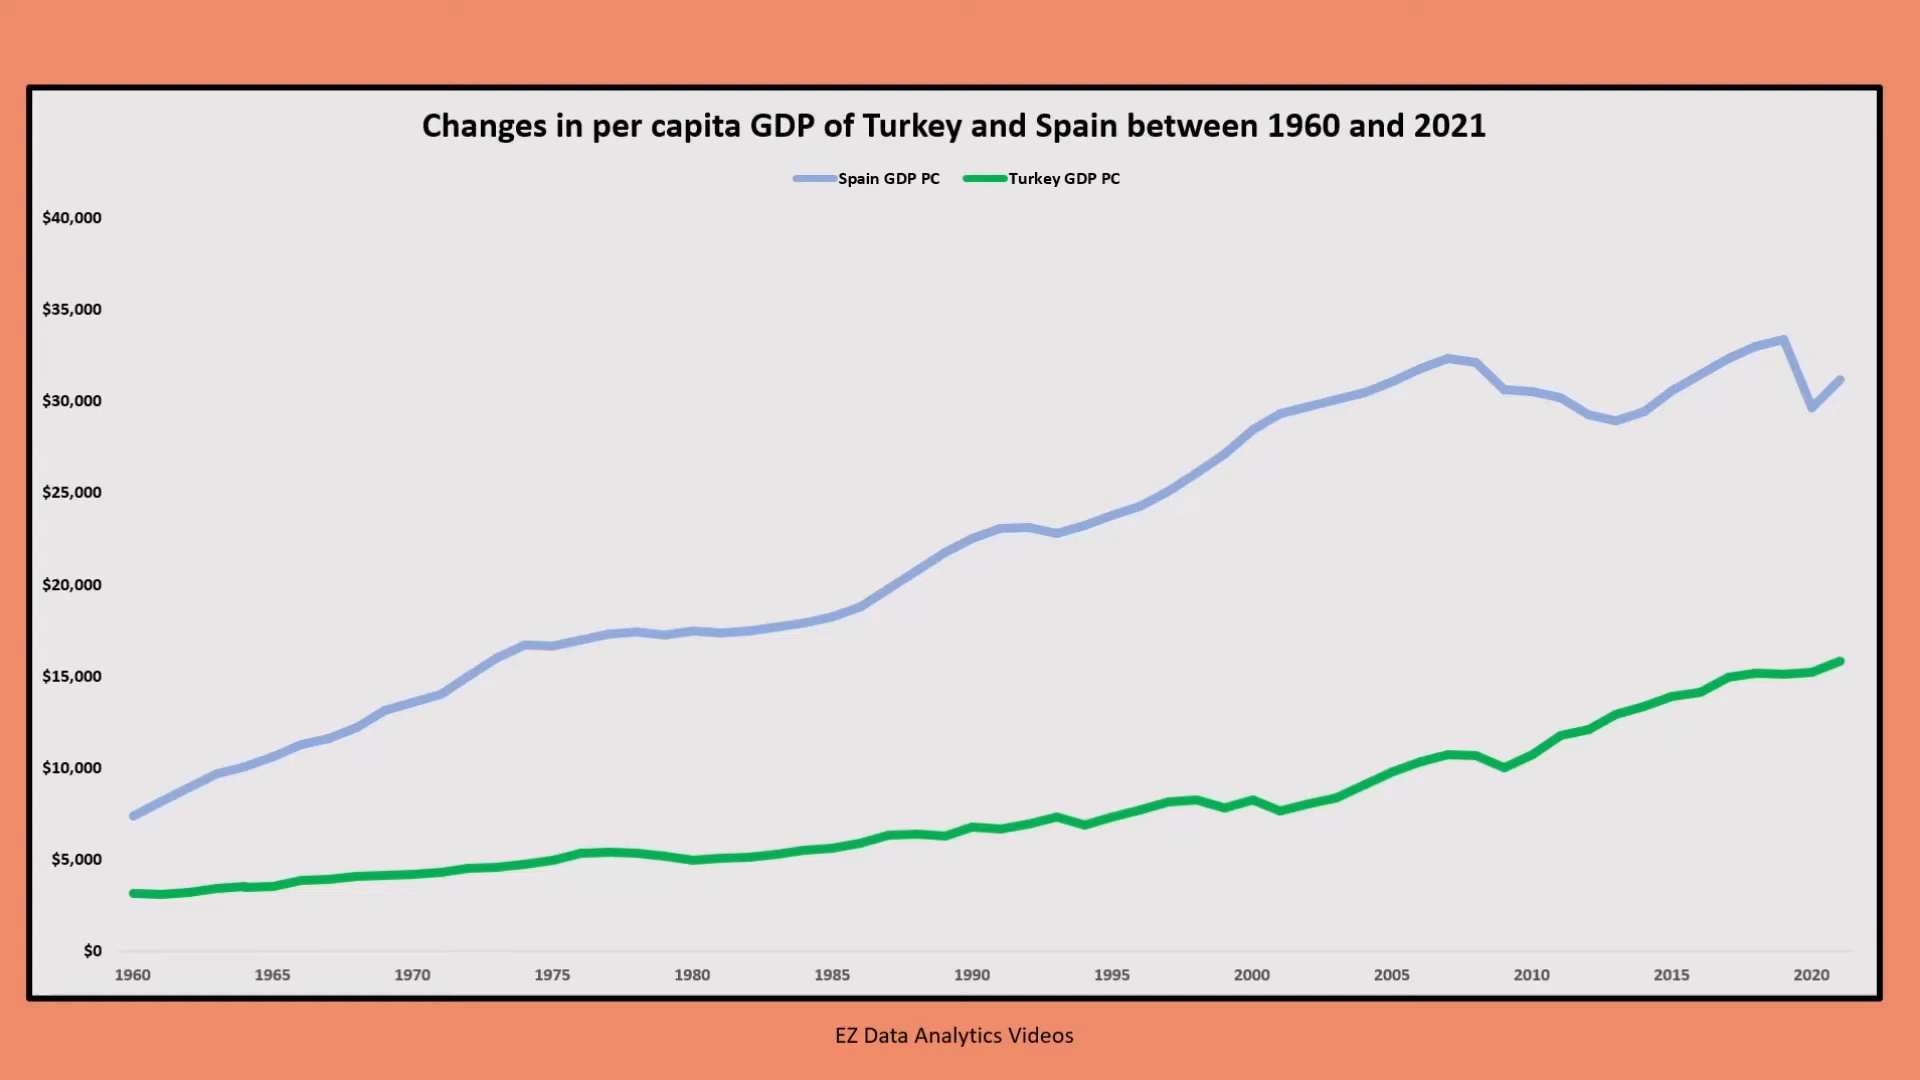 Changes in per capita GDP of Turkey and Spain between 1960 and 2021
Spain GDP PC Turkey GDP PC
$40,000
$35,000
$30,000
$25,000
$20,000
$15,000
$10,000
$5,000
$0
1960 1965 1970 1975 1980 1985 1990 1995 2000 2005 2010 2015 2020
EZ Data Analytics Videos